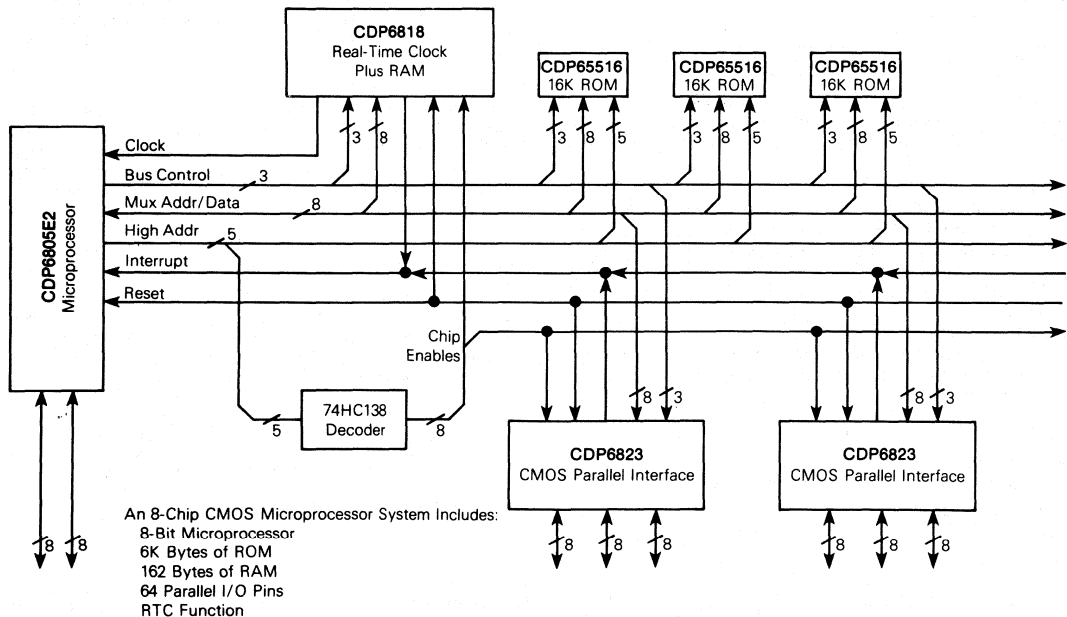 CDP6818
Real-Time Clock
Plus RAM
CDP65516
16K ROM
CDP65516
16K ROM
CDP65516
16K ROM
3
8
3
8
5
3
8
5
3
8
5
CDP6805E2
Microprocessor
Clock
Bus Control
3
Mux Addr/Data
8
High Addr
5
Interrupt
Reset
Chip
Enables
74HC138
Decoder
5
8
8
3
8
3
CDP6823
CMOS Parallel Interface
CDP6823
CMOS Parallel Interface
8
8
8
8
8
8
8
8
An 8-Chip CMOS Microprocessor System Includes:
8-Bit Microprocessor
6K Bytes of ROM
162 Bytes of RAM
64 Parallel I/O Pins
RTC Function